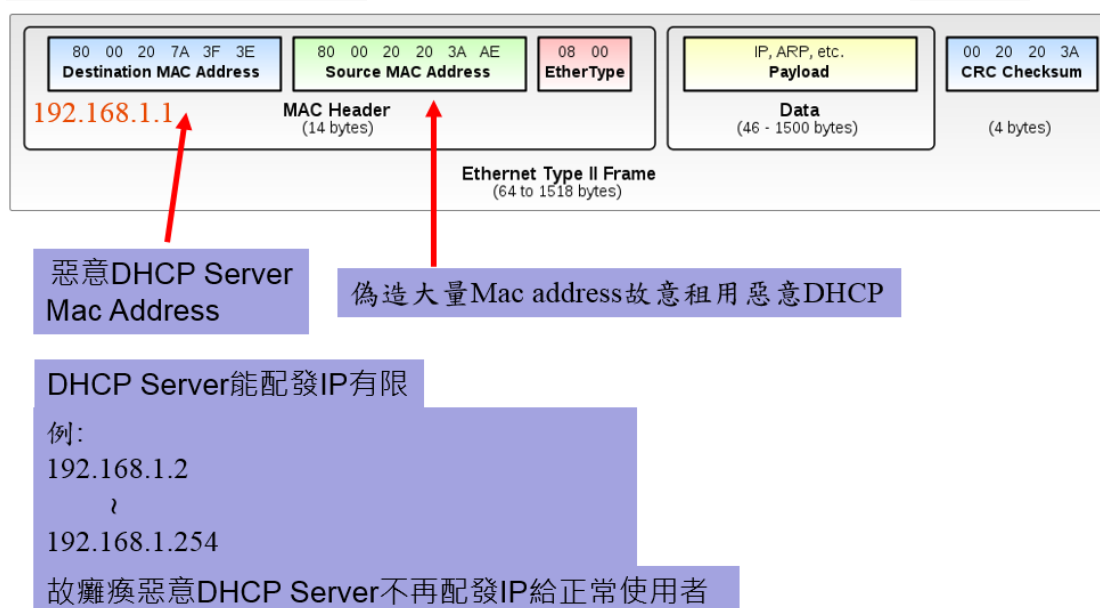 80 00 20 7A 3F 3E
Destination MAC Address
80 00 20 20 3A AE
Source MAC Address
08 00
EtherType
IP, ARP, etc.
Payload
00 20 20 3A
CRC Checksum
192.168.1.1
MAC Header
(14 bytes)
Data
(46 - 1500 bytes)
(4 bytes)
Ethernet Type II Frame
(64 to 1518 bytes)
惡意DHCP Server
Mac Address
偽造大量Mac address故意租用惡意DHCP
DHCP Server能配發IP有限
例:
192.168.1.2
~
192.168.1.254
故癱瘓惡意DHCP Server不再配發IP給正常使用者